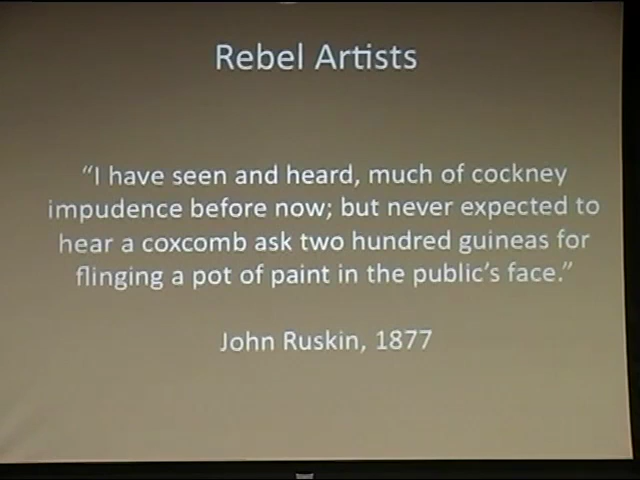 Rebel Artists
“I have seen and heard, much of cockney
impudence before now; but never expected to
hear a coxcomb ask two hundred guineas for
flinging a pot of paint in the public’s face.”
John Ruskin, 1877